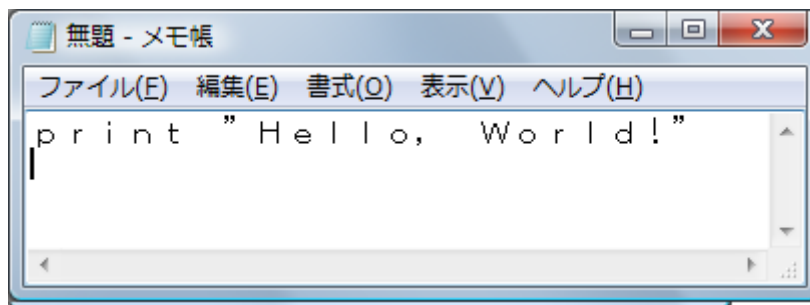 無題 - メモ帳
ファイル(F) 編集(E) 書式(O) 表示(V) ヘルプ(H)
ｐｒｉｎｔ　”Ｈｅｌｌｏ，　Ｗｏｒｌｄ！”